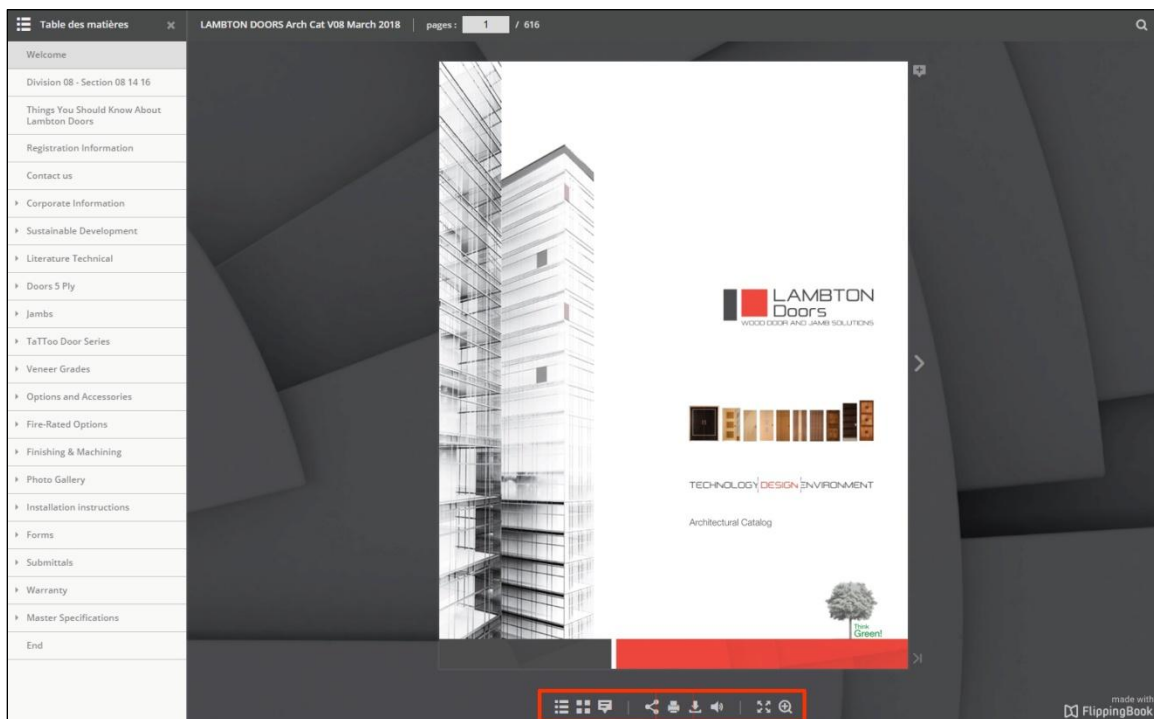 Table des matières
LAMBTON DOORS Arch Cat V08 March 2018
pages :
1
/ 616
Welcome
Division 08 - Section 08 14 16
Things You Should Know About
Lambton Doors
Registration Information
Contact us
Corporate Information
Sustainable Development
Literature Technical
Doors 5 Ply
Jambs
TaTToo Door Series
Veneer Grades
Options and Accessories
Fire-Rated Options
Finishing & Machining
Photo Gallery
Installation instructions
Forms
Submittals
Warranty
Master Specifications
End
LAMBTON
Doors
WOOD DOOR AND JAMB SOLUTIONS
TECHNOLOGY DESIGN ENVIRONMENT
Architectural Catalog
Think
Green!
made with
FlippingBook